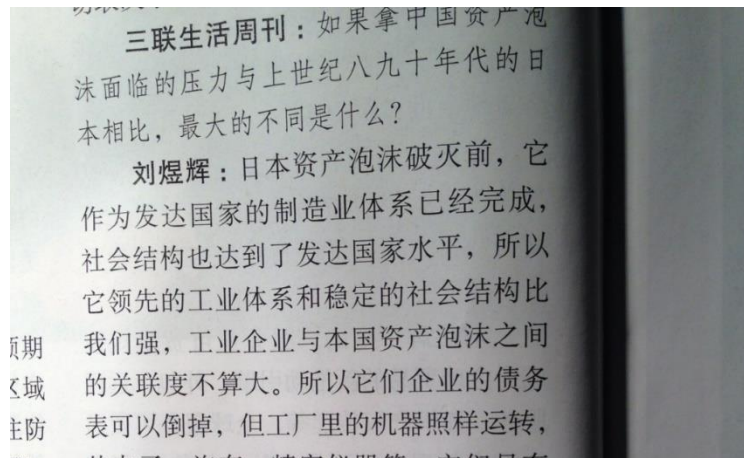 三联生活周刊：如果拿中国资产泡
沫面临的压力与上世纪八九十年代的日
本相比，最大的不同是什么？
刘煜辉：日本资产泡沫破灭前，它
作为发达国家的制造业体系已经完成，
社会结构也达到了发达国家水平，所以
它领先的工业体系和稳定的社会结构比
我们强，工业企业与本国资产泡沫之间
的关联度不算大。所以它们企业的债务
表可以倒掉，但工厂里的机器照样运转，
预期
区域
主防